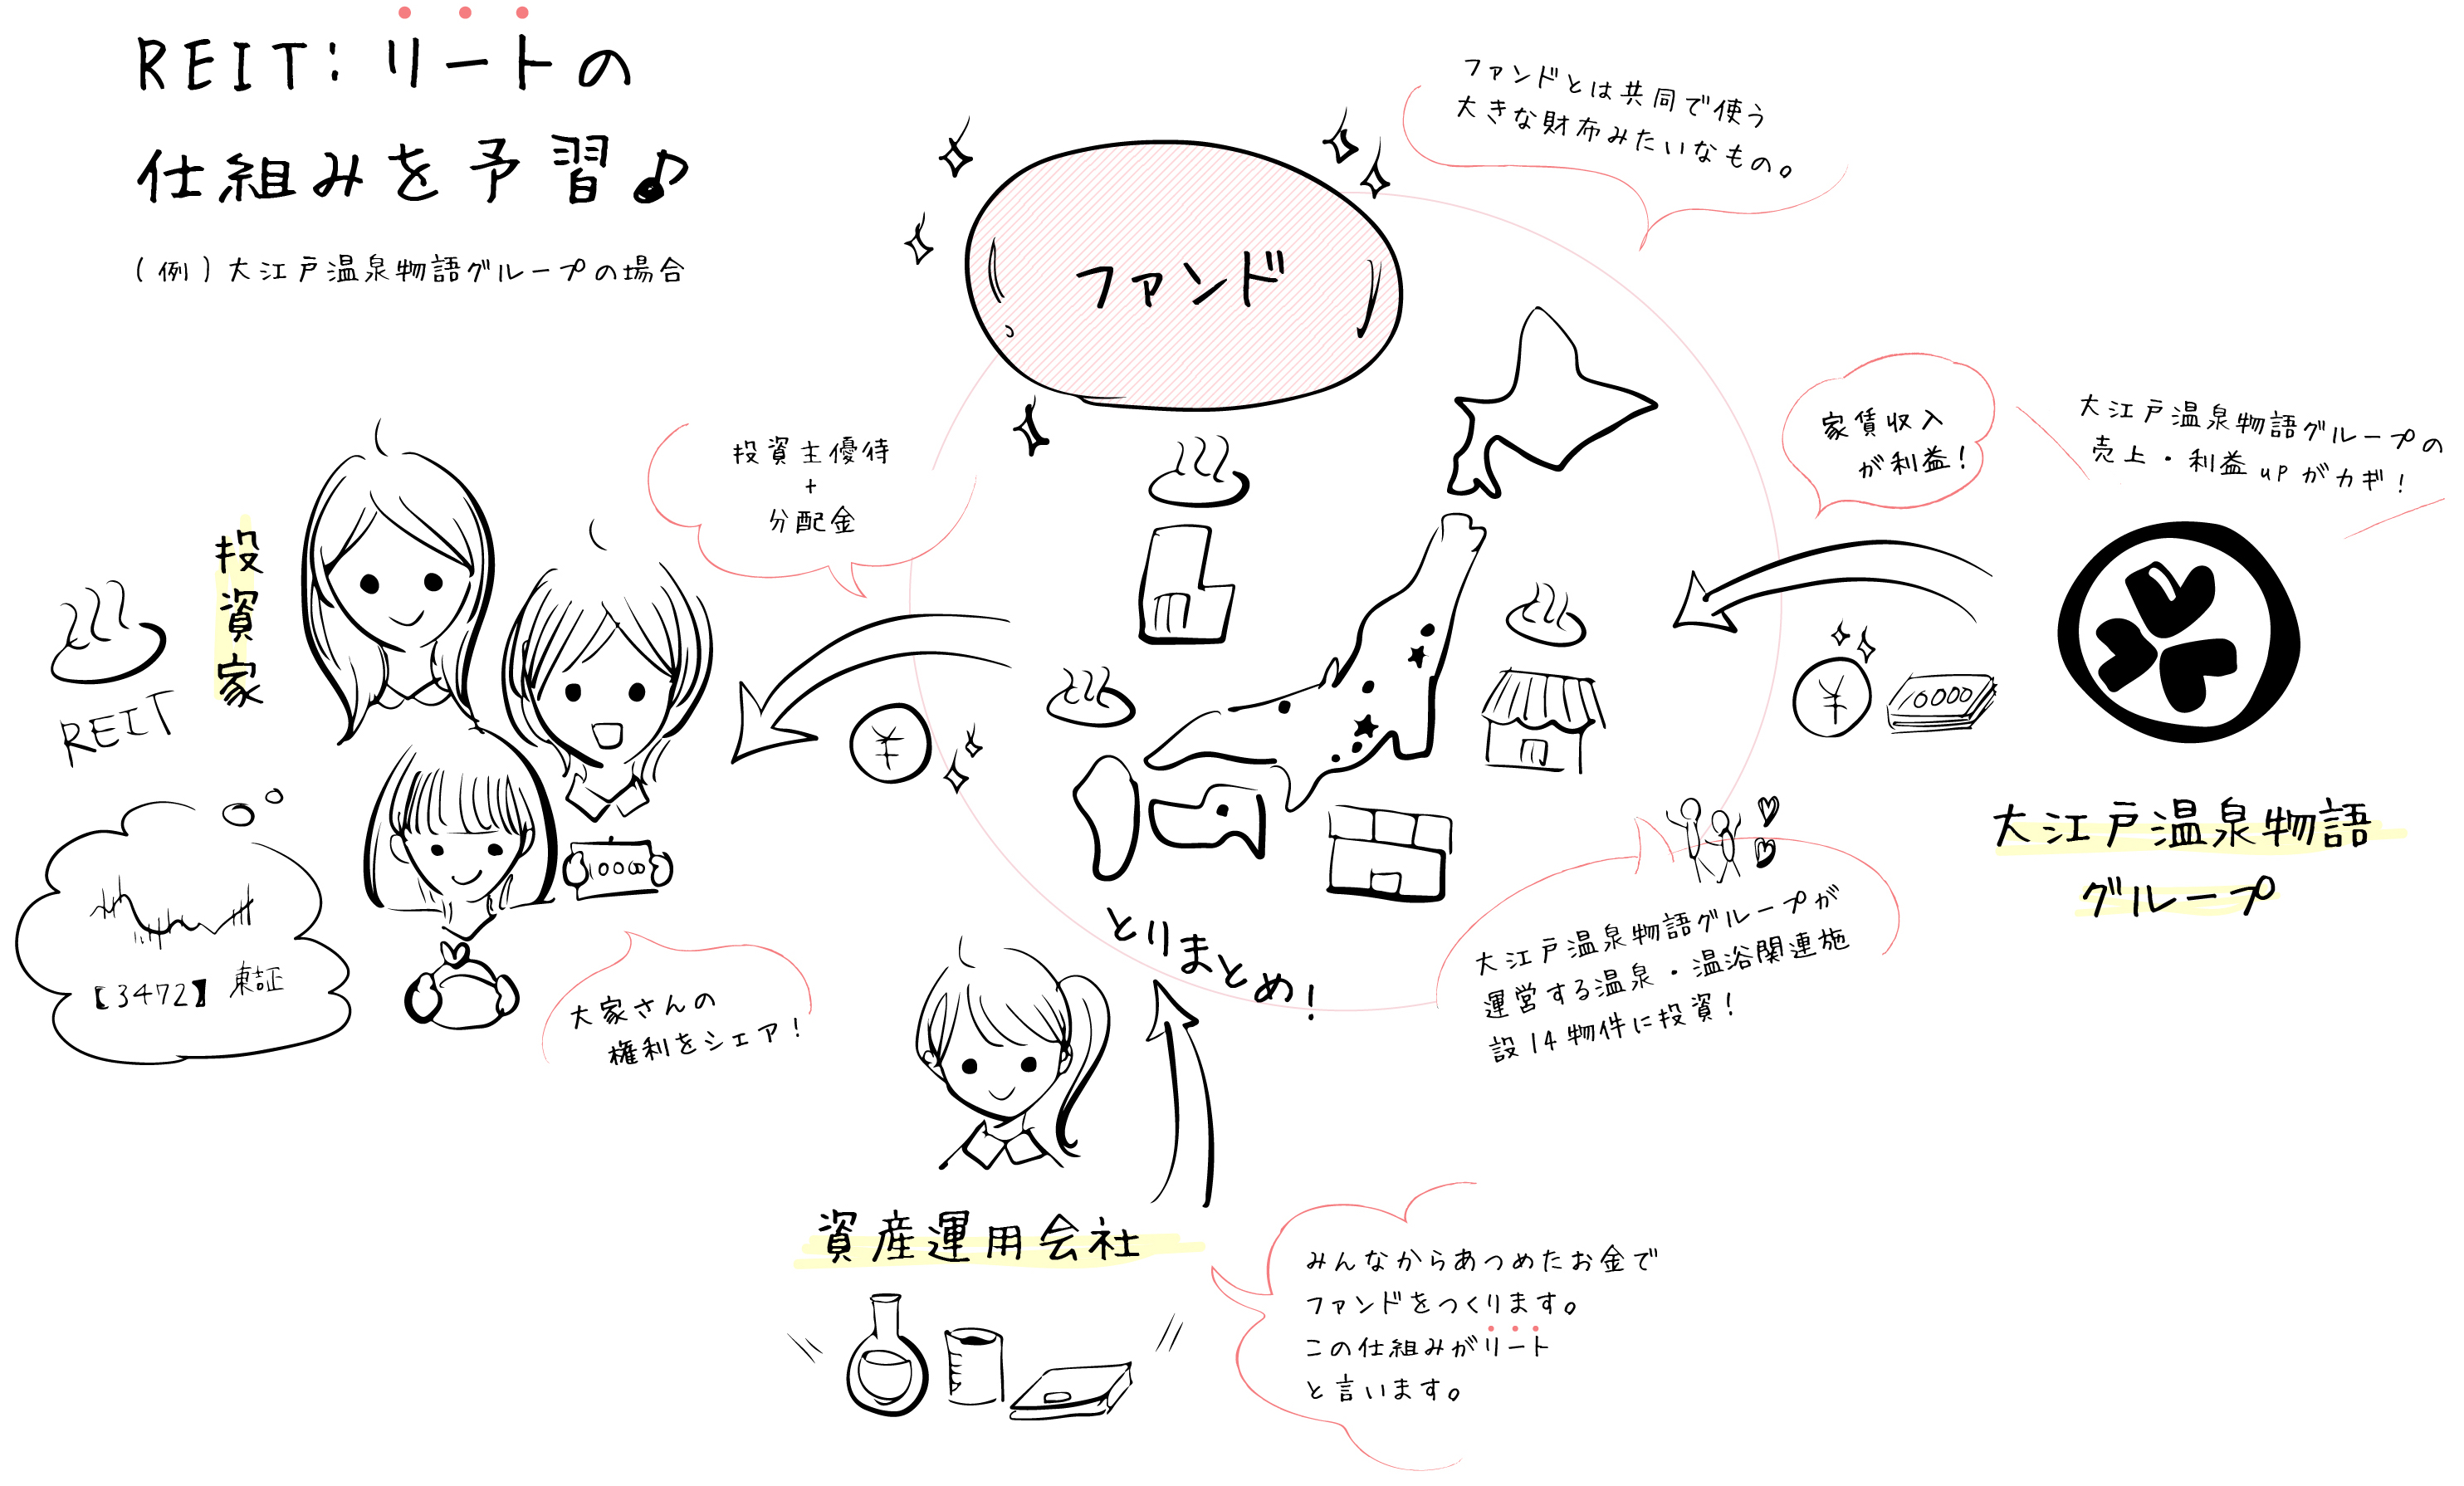 REIT:リートの
仕組みを予習♪
(例)大江戸温泉物語グループの場合
ファンドとは共同で使う
大きな財布みたいなもの。
ファンド
家賃収入
が利益!
大江戸温泉物語グループの
売上・利益upがカギ!
投資主優待
+
分配金
投資家
REIT
¥
¥
10000
大江戸温泉物語
グループ
10000
【3472】東証
とりまとめ!
大江戸温泉物語グループが
運営する温泉・温浴関連施
設14物件に投資!
大家さんの
権利をシェア!
資産運用会社
みんなからあつめたお金で
ファンドをつくります。
この仕組みがリート
と言います。